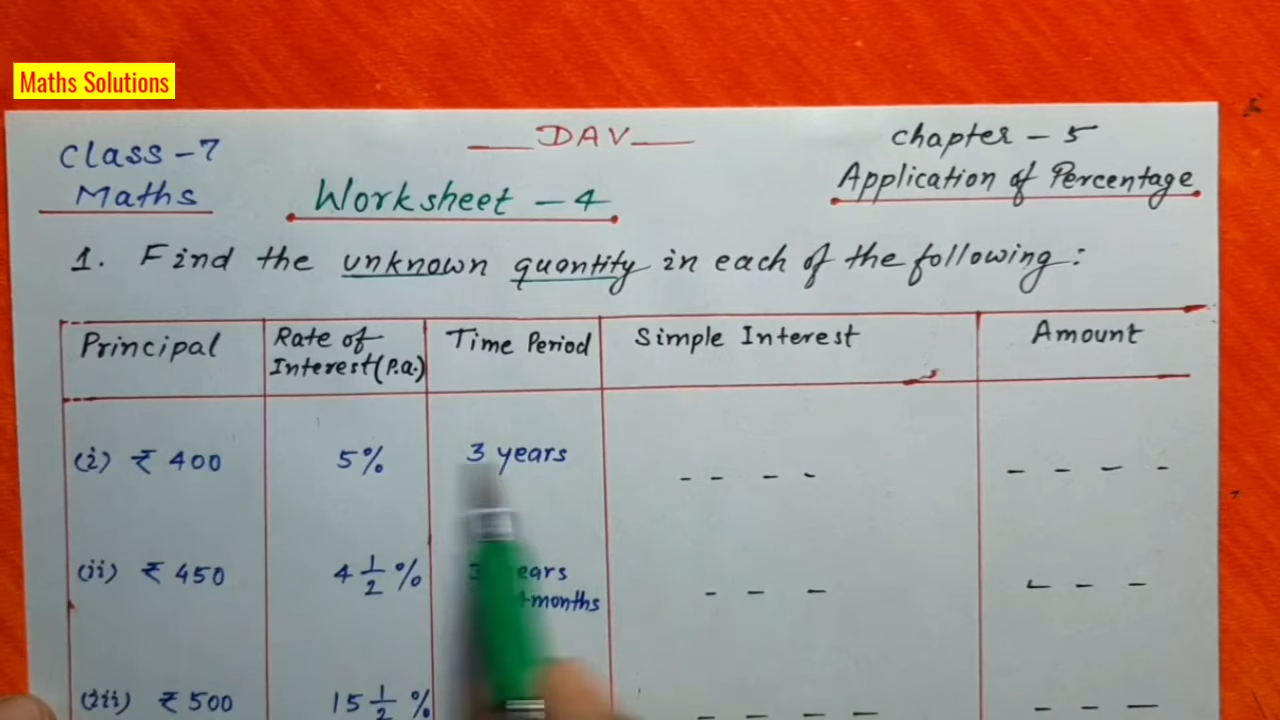 Maths Solutions
Class-7
Maths
DAV
Worksheet - 4
Chapter - 5
Application of Percentage
1. Find the unknown quantity in each of the following:
Principal Rate of Interest (P.a.) Time Period Simple Interest Amount
(i) ₹ 400 5% 3 years
(ii) ₹ 450 4 1/2 % months
(iii) ₹ 500 15 1/2 %